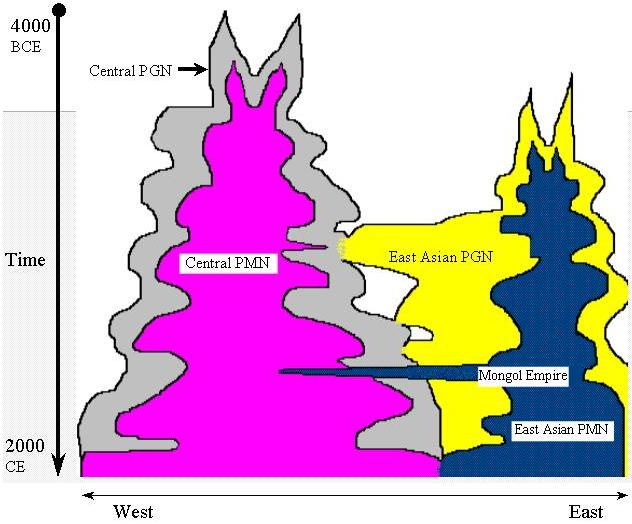 4000
BCE
Central PGN
Time
Central PMN
East Asian PGN
Mongol Empire
East Asian PMN
2000
CE
West
East